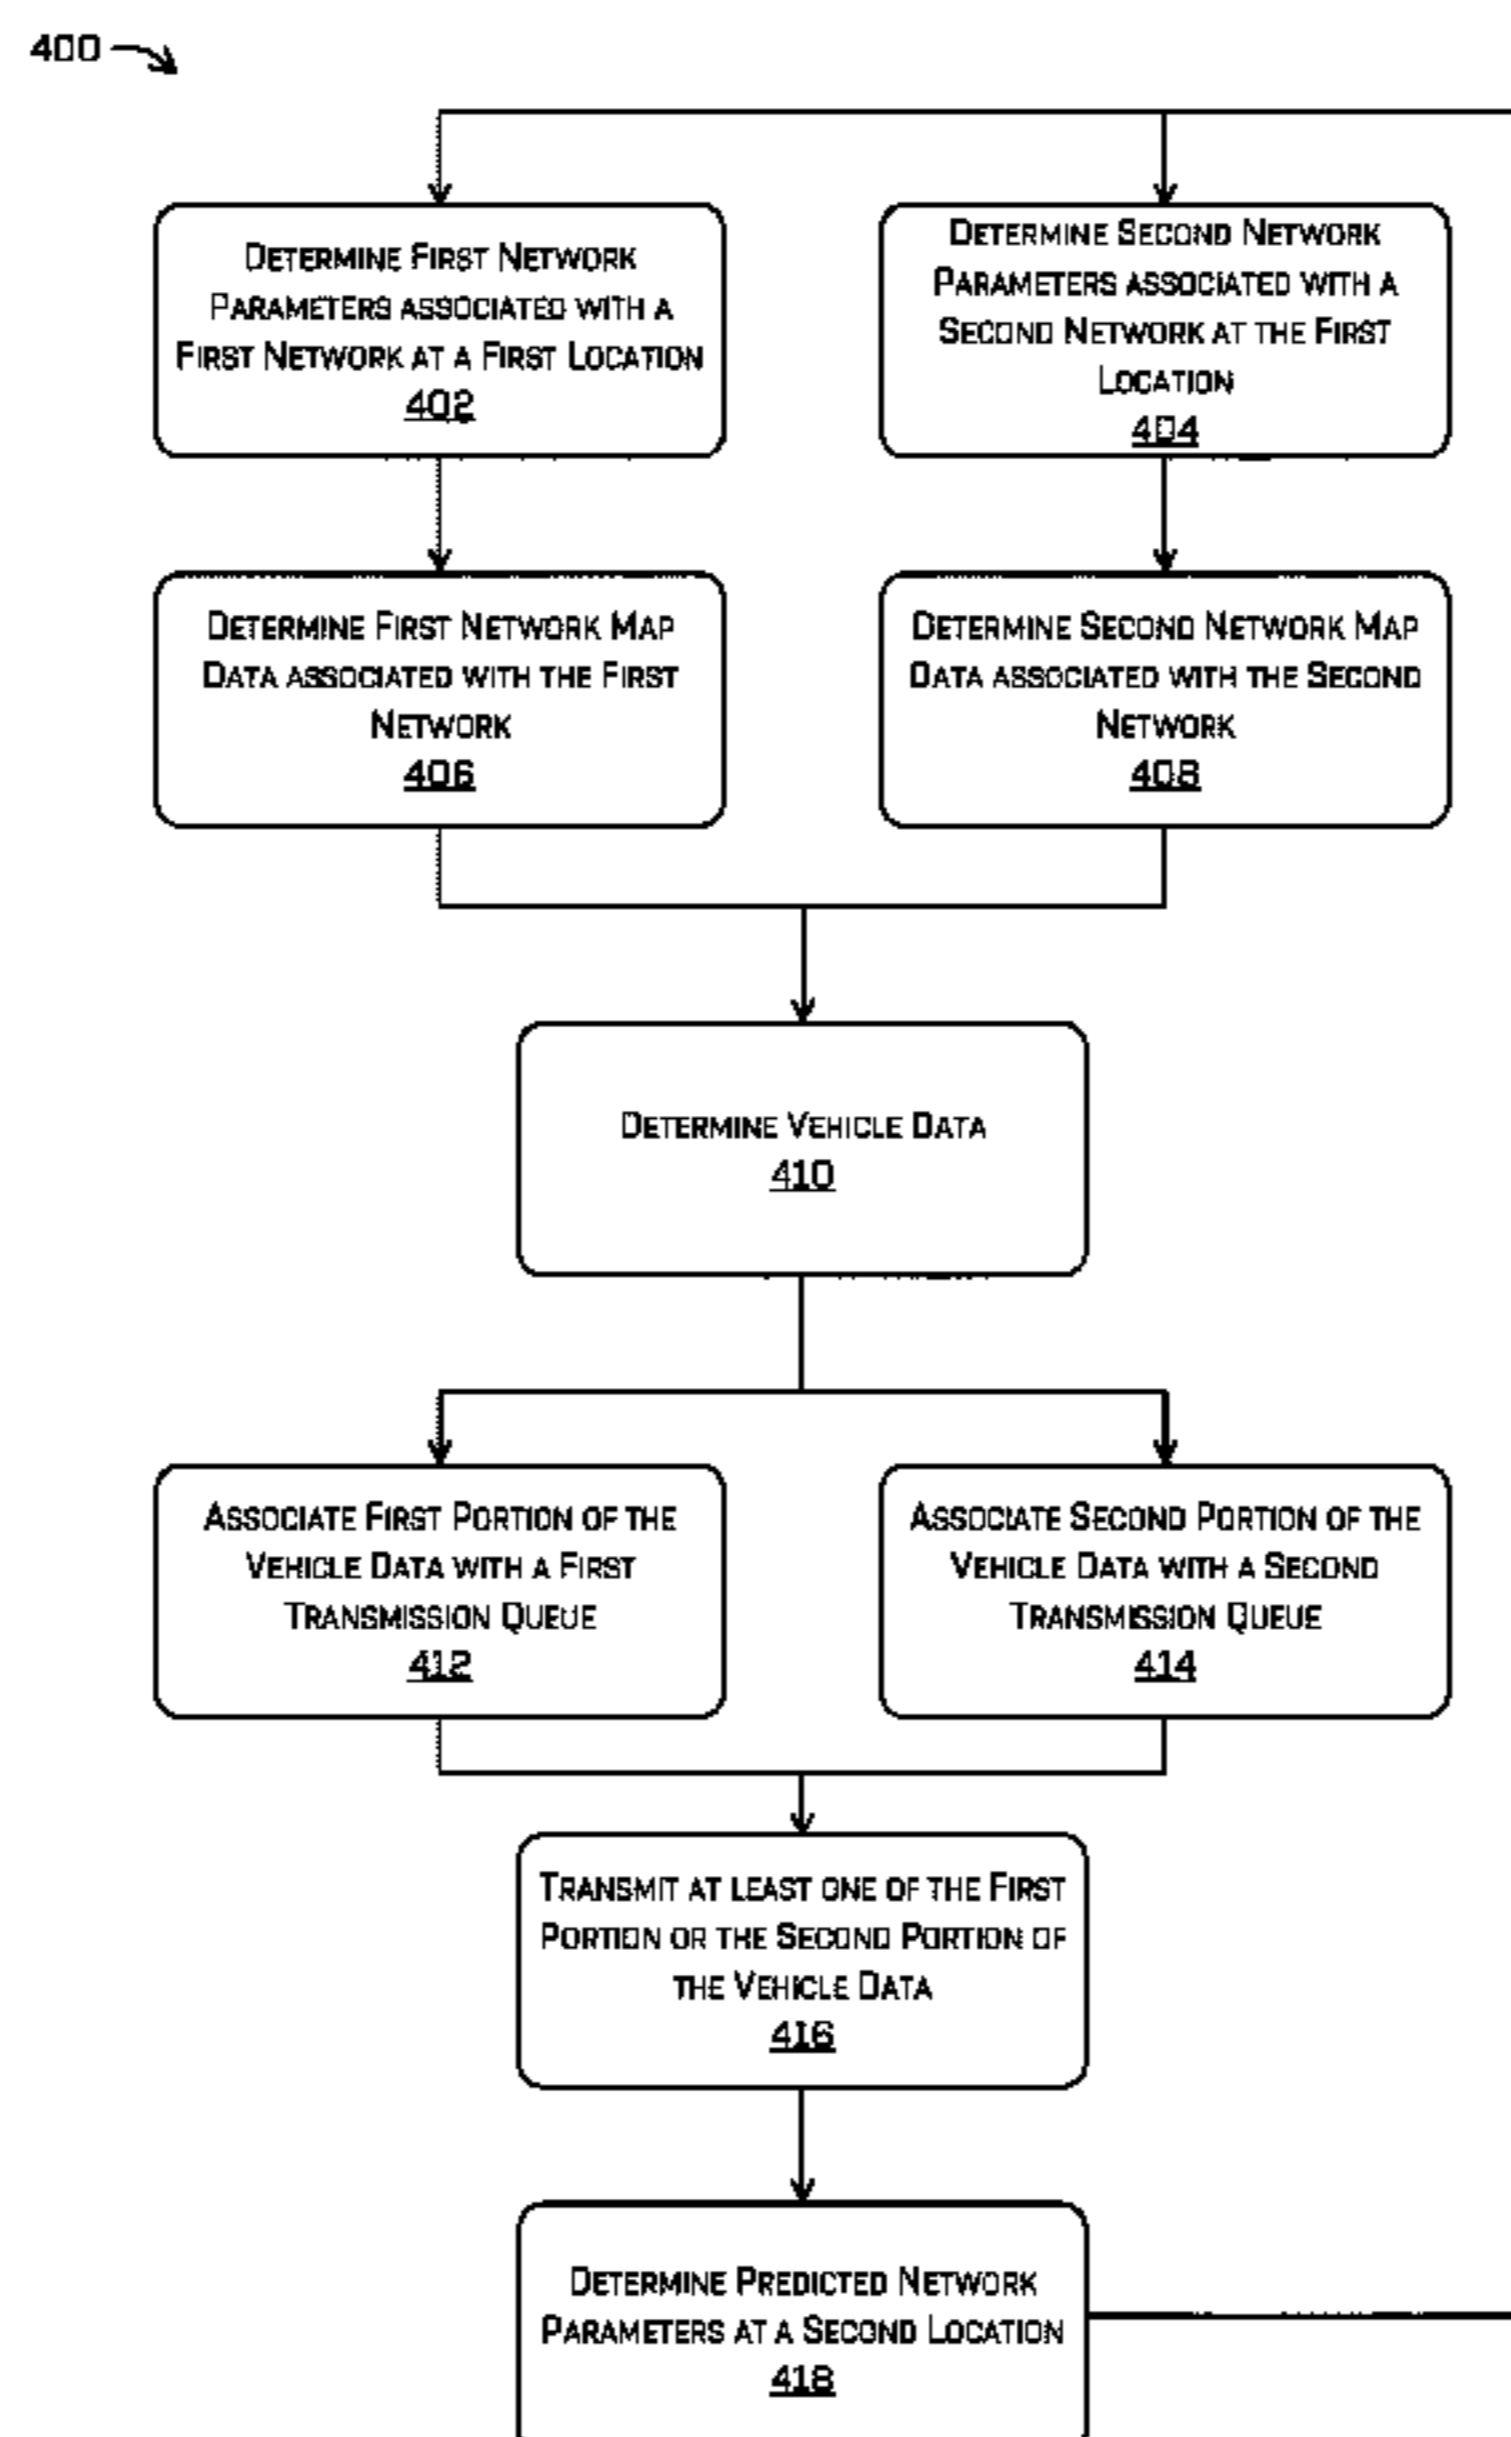 400
DETERMINE FIRST NETWORK
PARAMETERS ASSOCIATED WITH A
FIRST NETWORK AT A FIRST LOCATION
402
DETERMINE SECOND NETWORK
PARAMETERS ASSOCIATED WITH A
SECOND NETWORK AT THE FIRST
LOCATION
404
DETERMINE FIRST NETWORK MAP
DATA ASSOCIATED WITH THE FIRST
NETWORK
406
DETERMINE SECOND NETWORK MAP
DATA ASSOCIATED WITH THE SECOND
NETWORK
408
DETERMINE VEHICLE DATA
410
ASSOCIATE FIRST PORTION OF THE
VEHICLE DATA WITH A FIRST
TRANSMISSION QUEUE
412
ASSOCIATE SECOND PORTION OF THE
VEHICLE DATA WITH A SECOND
TRANSMISSION QUEUE
414
TRANSMIT AT LEAST ONE OF THE FIRST
PORTION OR THE SECOND PORTION OF
THE VEHICLE DATA
416
DETERMINE PREDICTED NETWORK
PARAMETERS AT A SECOND LOCATION
418